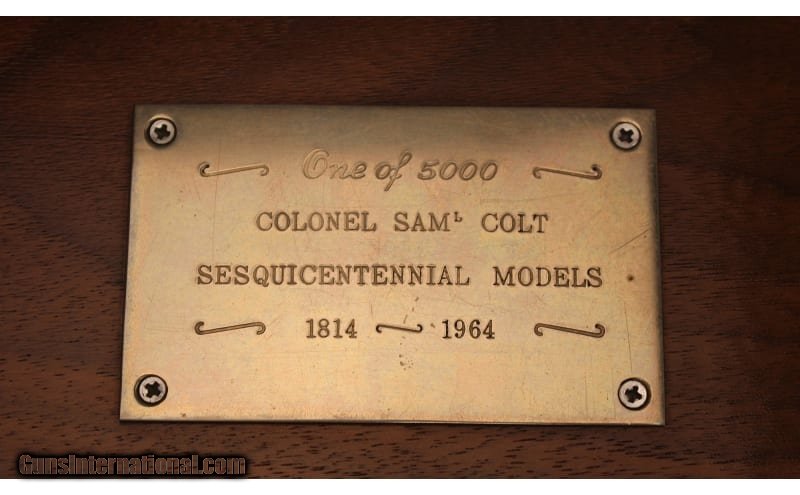 One of 5000
COLONEL SAMᴸ COLT
SESQUICENTENNIAL MODELS
1814 ~ 1964
GunsInternational.com